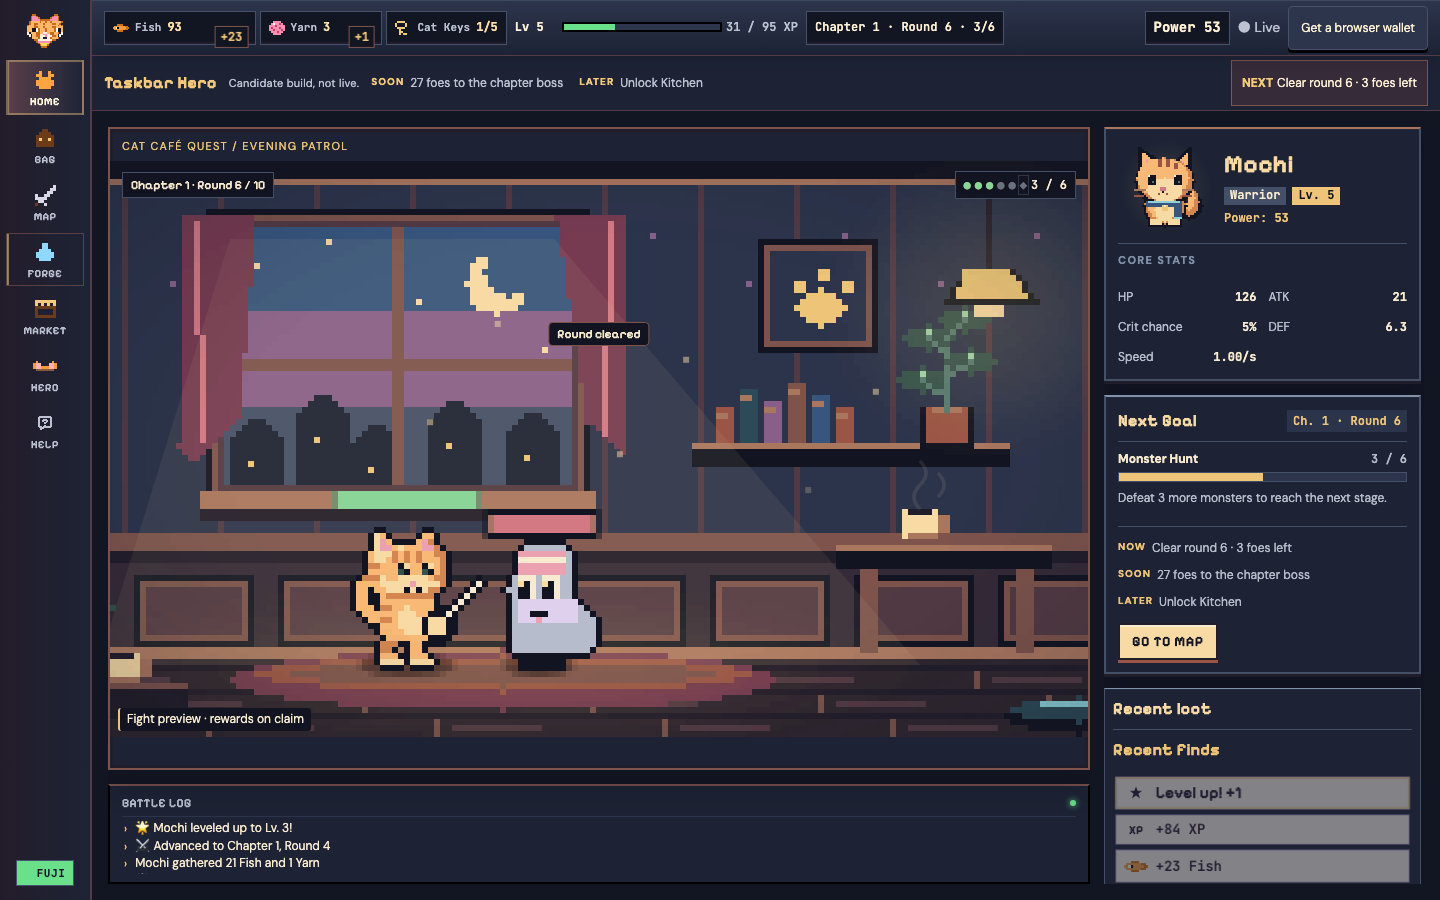 Fish 93
+23
Yarn 3
+1
Cat Keys 1/5
Lv 5
31 / 95 XP
Chapter 1 · Round 6 · 3/6
Power 53
Live
Get a browser wallet
Taskbar Hero
Candidate build, not live.
SOON 27 foes to the chapter boss
LATER Unlock Kitchen
NEXT Clear round 6 · 3 foes left
HOME
BAG
MAP
FORGE
MARKET
HERO
HELP
FUJI
CAT CAFÉ QUEST / EVENING PATROL
Chapter 1 · Round 6 / 10
3 / 6
Round cleared
Fight preview · rewards on claim
BATTLE LOG
› 🌟 Mochi leveled up to Lv. 3!
› ⚔️ Advanced to Chapter 1, Round 4
› Mochi gathered 21 Fish and 1 Yarn
Mochi
Warrior
Lv. 5
Power: 53
CORE STATS
HP 126 ATK 21
Crit chance 5% DEF 6.3
Speed 1.00/s
Next Goal
Ch. 1 · Round 6
Monster Hunt 3 / 6
Defeat 3 more monsters to reach the next stage.
NOW Clear round 6 · 3 foes left
SOON 27 foes to the chapter boss
LATER Unlock Kitchen
GO TO MAP
Recent loot
Recent finds
★ Level up! +1
XP +84 XP
+23 Fish